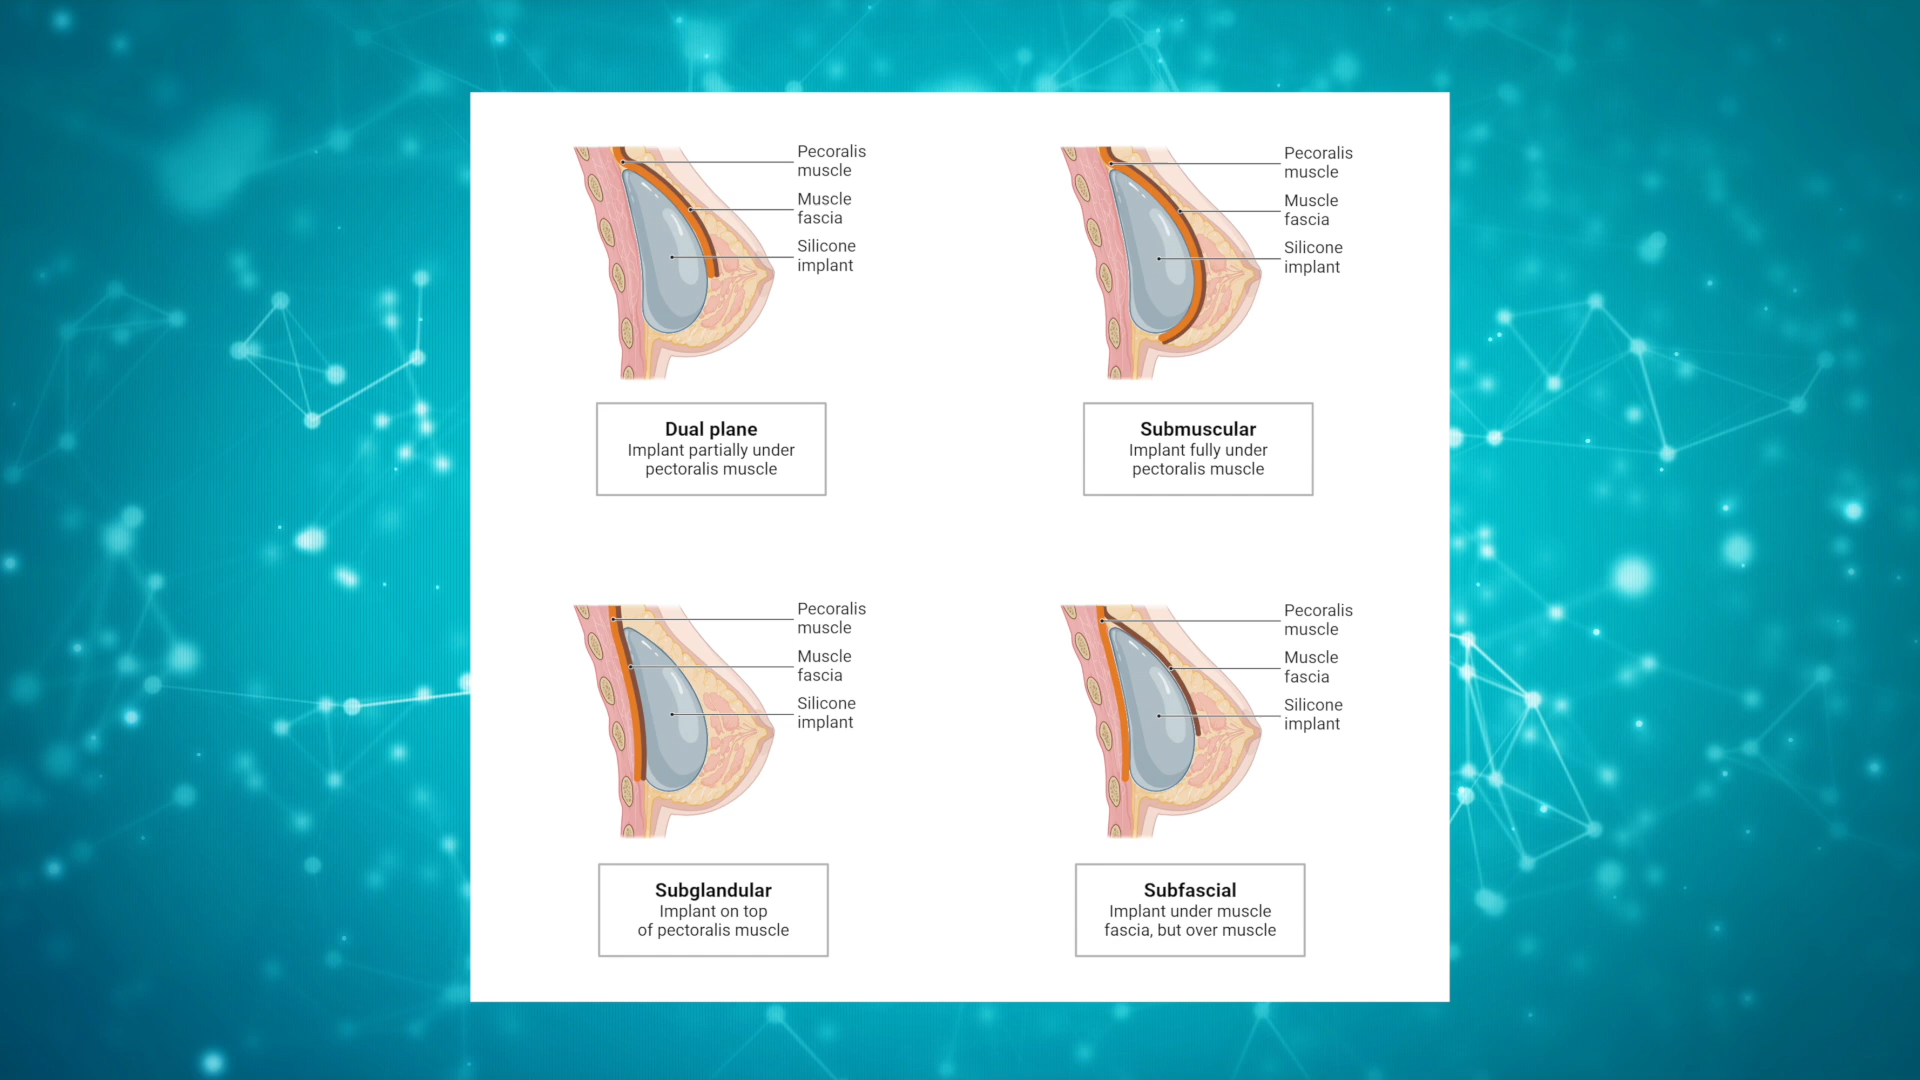 Pecoralis
muscle
Muscle
fascia
Silicone
implant
Dual plane
Implant partially under
pectoralis muscle
Pecoralis
muscle
Muscle
fascia
Silicone
implant
Submuscular
Implant fully under
pectoralis muscle
Pecoralis
muscle
Muscle
fascia
Silicone
implant
Subglandular
Implant on top
of pectoralis muscle
Pecoralis
muscle
Muscle
fascia
Silicone
implant
Subfascial
Implant under muscle
fascia, but over muscle